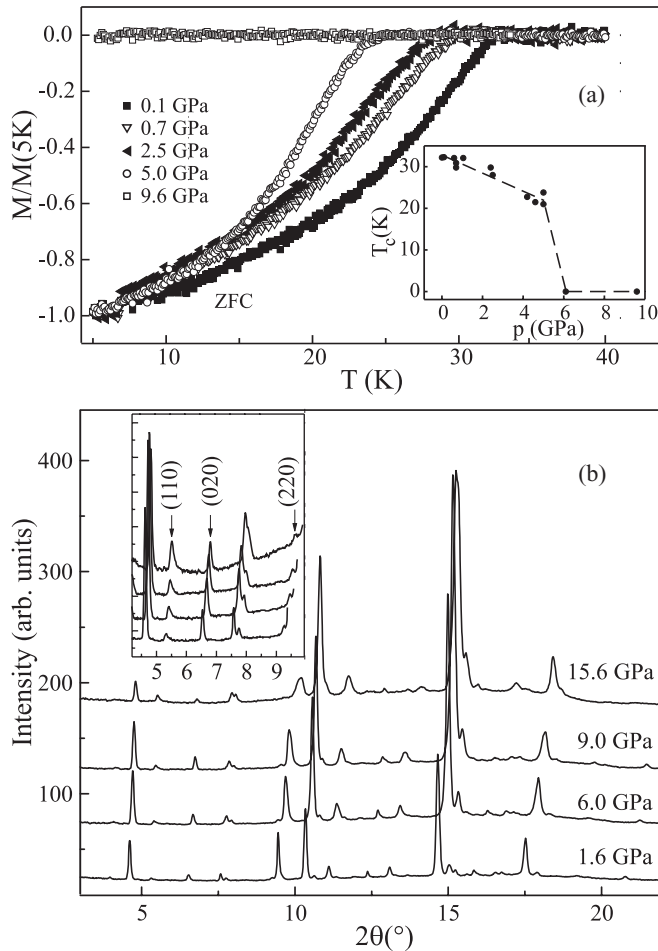 0.0
-0.2
-0.4
-0.6
-0.8
-1.0
M/M(5K)
(a)
0.1 GPa
0.7 GPa
2.5 GPa
5.0 GPa
9.6 GPa
ZFC
30
20
10
0
Tc(K)
0 2 4 6 8 10
p (GPa)
10 20 30 40
T (K)
400
300
200
100
Intensity (arb. units)
(b)
(110)
(020)
(220)
5 6 7 8 9
15.6 GPa
9.0 GPa
6.0 GPa
1.6 GPa
5 10 15 20
2θ(°)